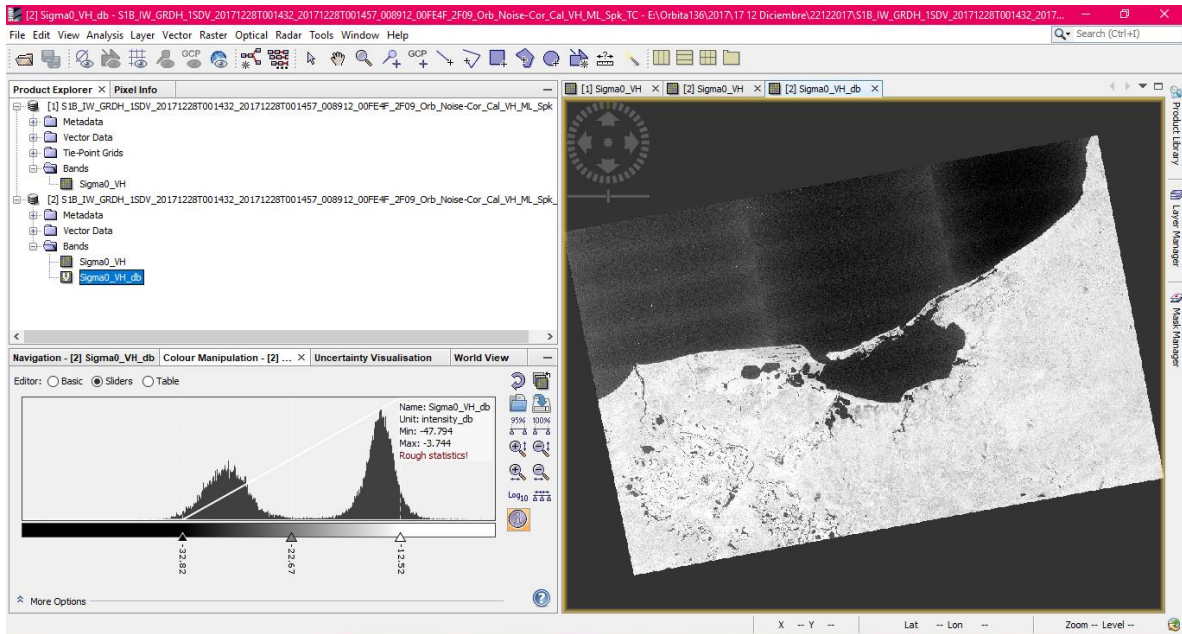 [2] Sigma0_VH_db - S1B_IW_GRDH_1SDV_20171228T001432_20171228T001457_008912_00FE4F_2F09_Orb_Noise-Cor_Cal_VH_ML_Spk_TC - E:\Orbita136\2017\17 12 Diciembre\22122017\S1B_IW_GRDH_1SDV_20171228T001432_2017...
File Edit View Analysis Layer Vector Raster Optical Radar Tools Window Help
Search (Ctrl+I)
GCP GCP
Product Explorer Pixel Info
[1] S1B_IW_GRDH_1SDV_20171228T001432_20171228T001457_008912_00FE4F_2F09_Orb_Noise-Cor_Cal_VH_ML_Spk
Metadata
Vector Data
Tie-Point Grids
Bands
Sigma0_VH
[2] S1B_IW_GRDH_1SDV_20171228T001432_20171228T001457_008912_00FE4F_2F09_Orb_Noise-Cor_Cal_VH_ML_Spk_
Metadata
Vector Data
Bands
Sigma0_VH
Sigma0_VH_db
[1] Sigma0_VH [2] Sigma0_VH [2] Sigma0_VH_db
Product Library
Layer Manager
Mask Manager
Navigation - [2] Sigma0_VH_db Colour Manipulation - [2] ... Uncertainty Visualisation World View
Editor: Basic Sliders Table
Name: Sigma0_VH_db
Unit: intensity_db
Min: -47.794
Max: -3.744
Rough statistics!
95% 100%
Log10
-32.82 -22.67 -12.52
More Options
X -- Y -- Lat -- Lon -- Zoom -- Level --